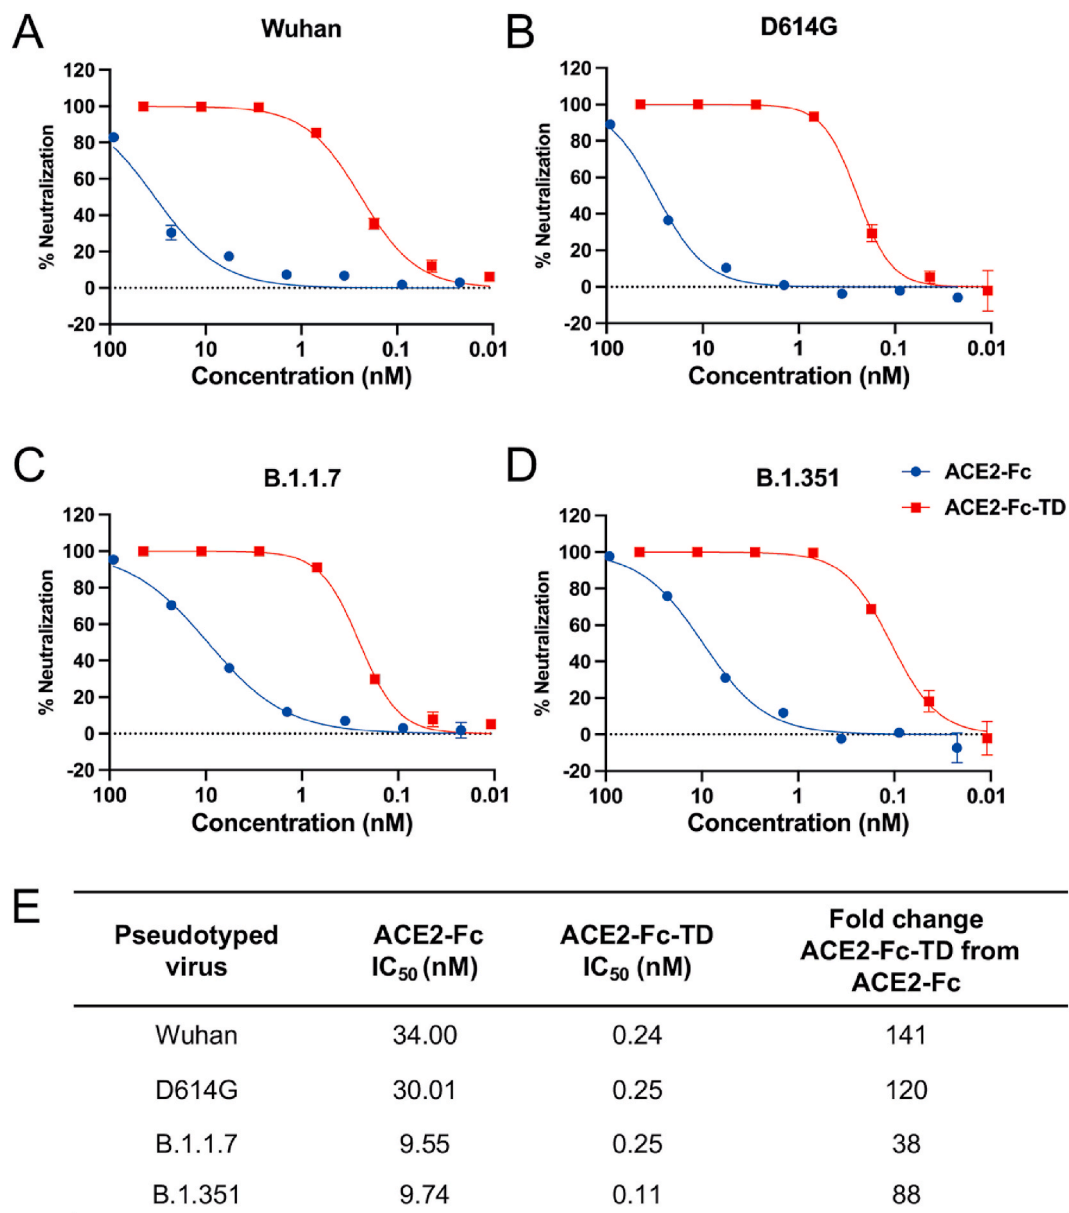 A
Wuhan
% Neutralization
120
100
80
60
40
20
0
-20
100
10
1
0.1
0.01
Concentration (nM)
B
D614G
% Neutralization
120
100
80
60
40
20
0
-20
100
10
1
0.1
0.01
Concentration (nM)
C
B.1.1.7
% Neutralization
120
100
80
60
40
20
0
-20
100
10
1
0.1
0.01
Concentration (nM)
D
B.1.351
ACE2-Fc
ACE2-Fc-TD
% Neutralization
120
100
80
60
40
20
0
-20
100
10
1
0.1
0.01
Concentration (nM)
E
Pseudotyped
virus
ACE2-Fc
IC50 (nM)
ACE2-Fc-TD
IC50 (nM)
Fold change
ACE2-Fc-TD from
ACE2-Fc
Wuhan 34.00 0.24 141
D614G 30.01 0.25 120
B.1.1.7 9.55 0.25 38
B.1.351 9.74 0.11 88